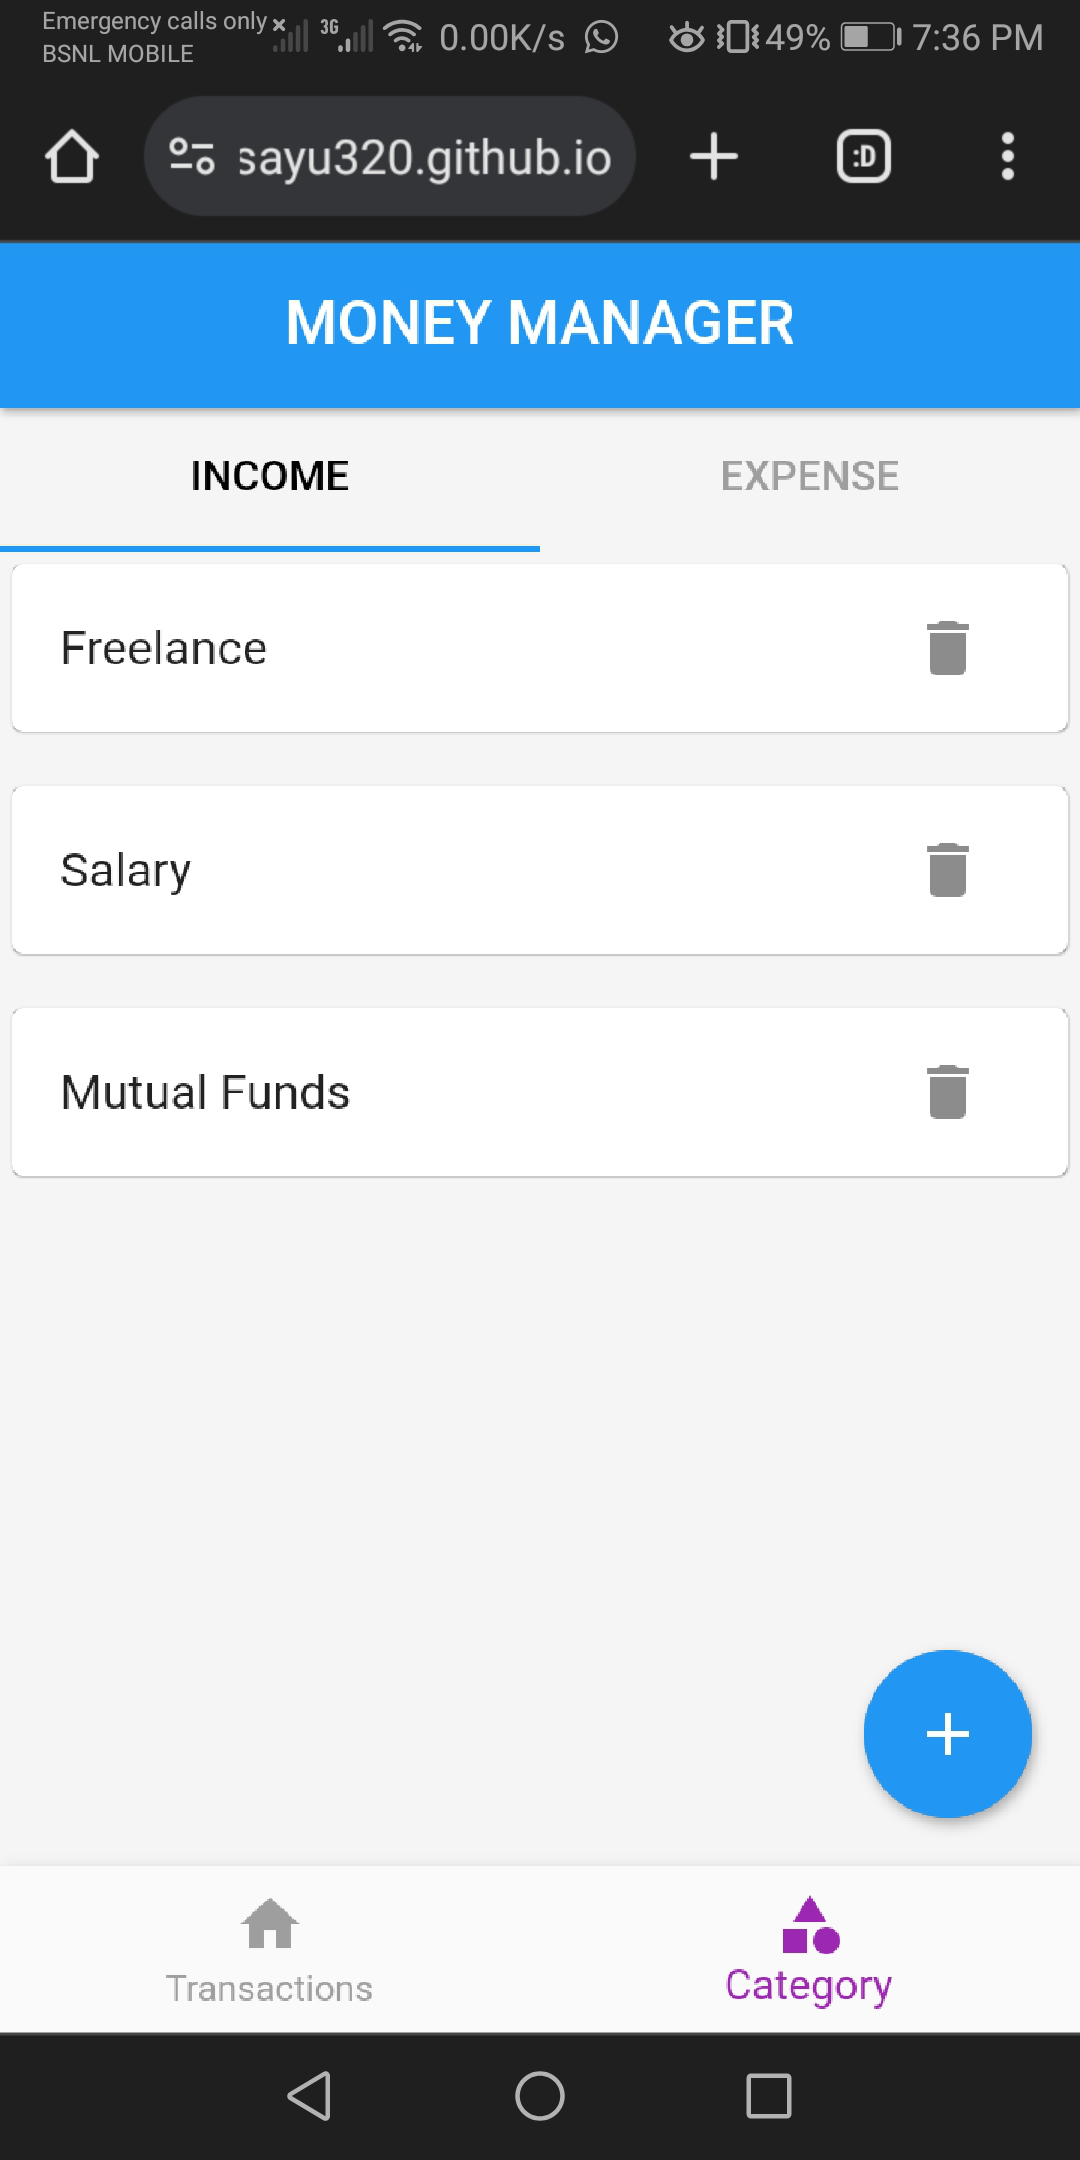 Emergency calls only
BSNL MOBILE
3G
0.00K/s
49%
7:36 PM
sayu320.github.io
:D
MONEY MANAGER
INCOME
EXPENSE
Freelance
Salary
Mutual Funds
Transactions
Category